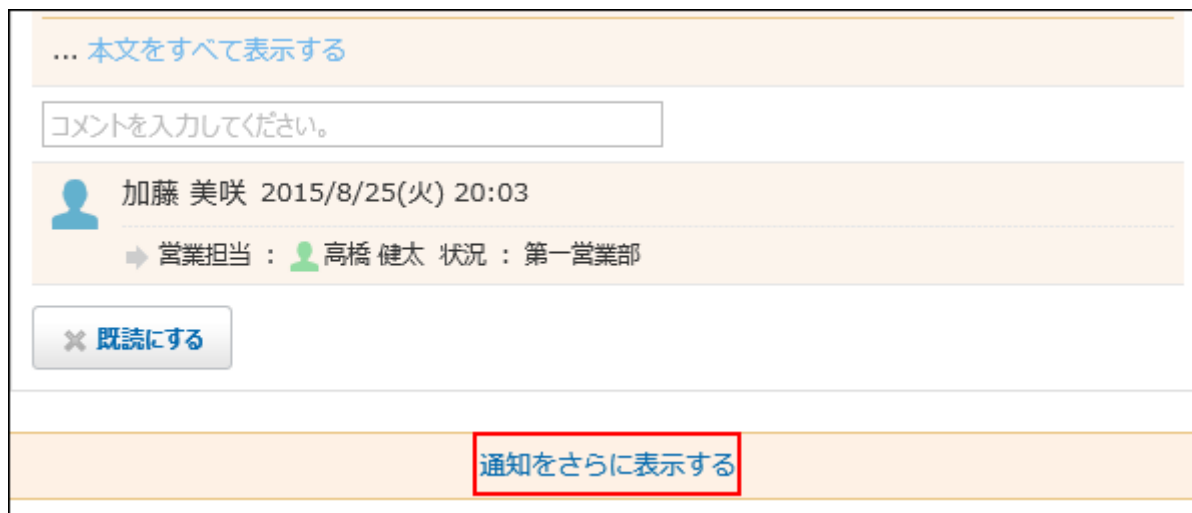 ... 本文をすべて表示する
コメントを入力してください。
加藤 美咲 2015/8/25(火) 20:03
営業担当 : 高橋 健太 状況 : 第一営業部
既読にする
通知をさらに表示する